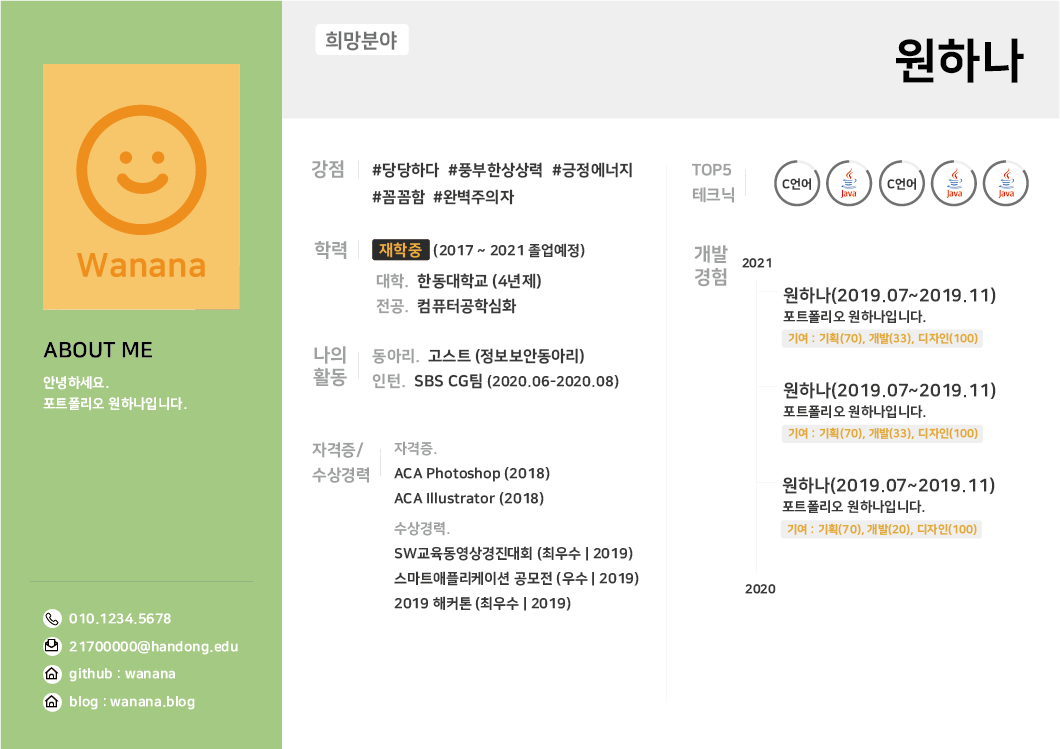 Wanana
ABOUT ME
안녕하세요.
포트폴리오 원하나입니다.
010.1234.5678
21700000@handong.edu
github : wanana
blog : wanana.blog
희망분야
원하나
강점
#당당하다 #풍부한상상력 #긍정에너지
#꼼꼼함 #완벽주의자
학력
재학중 (2017 ~ 2021 졸업예정)
대학. 한동대학교 (4년제)
전공. 컴퓨터공학심화
나의
활동
동아리. 고스트 (정보보안동아리)
인턴. SBS CG팀 (2020.06-2020.08)
자격증/
수상경력
자격증.
ACA Photoshop (2018)
ACA Illustrator (2018)
수상경력.
SW교육동영상경진대회 (최우수 | 2019)
스마트애플리케이션 공모전 (우수 | 2019)
2019 해커톤 (최우수 | 2019)
TOP5
테크닉
C언어 Java C언어 Java Java
개발
경험
2021
원하나(2019.07~2019.11)
포트폴리오 원하나입니다.
기여 : 기획(70), 개발(33), 디자인(100)
원하나(2019.07~2019.11)
포트폴리오 원하나입니다.
기여 : 기획(70), 개발(33), 디자인(100)
원하나(2019.07~2019.11)
포트폴리오 원하나입니다.
기여 : 기획(70), 개발(20), 디자인(100)
2020